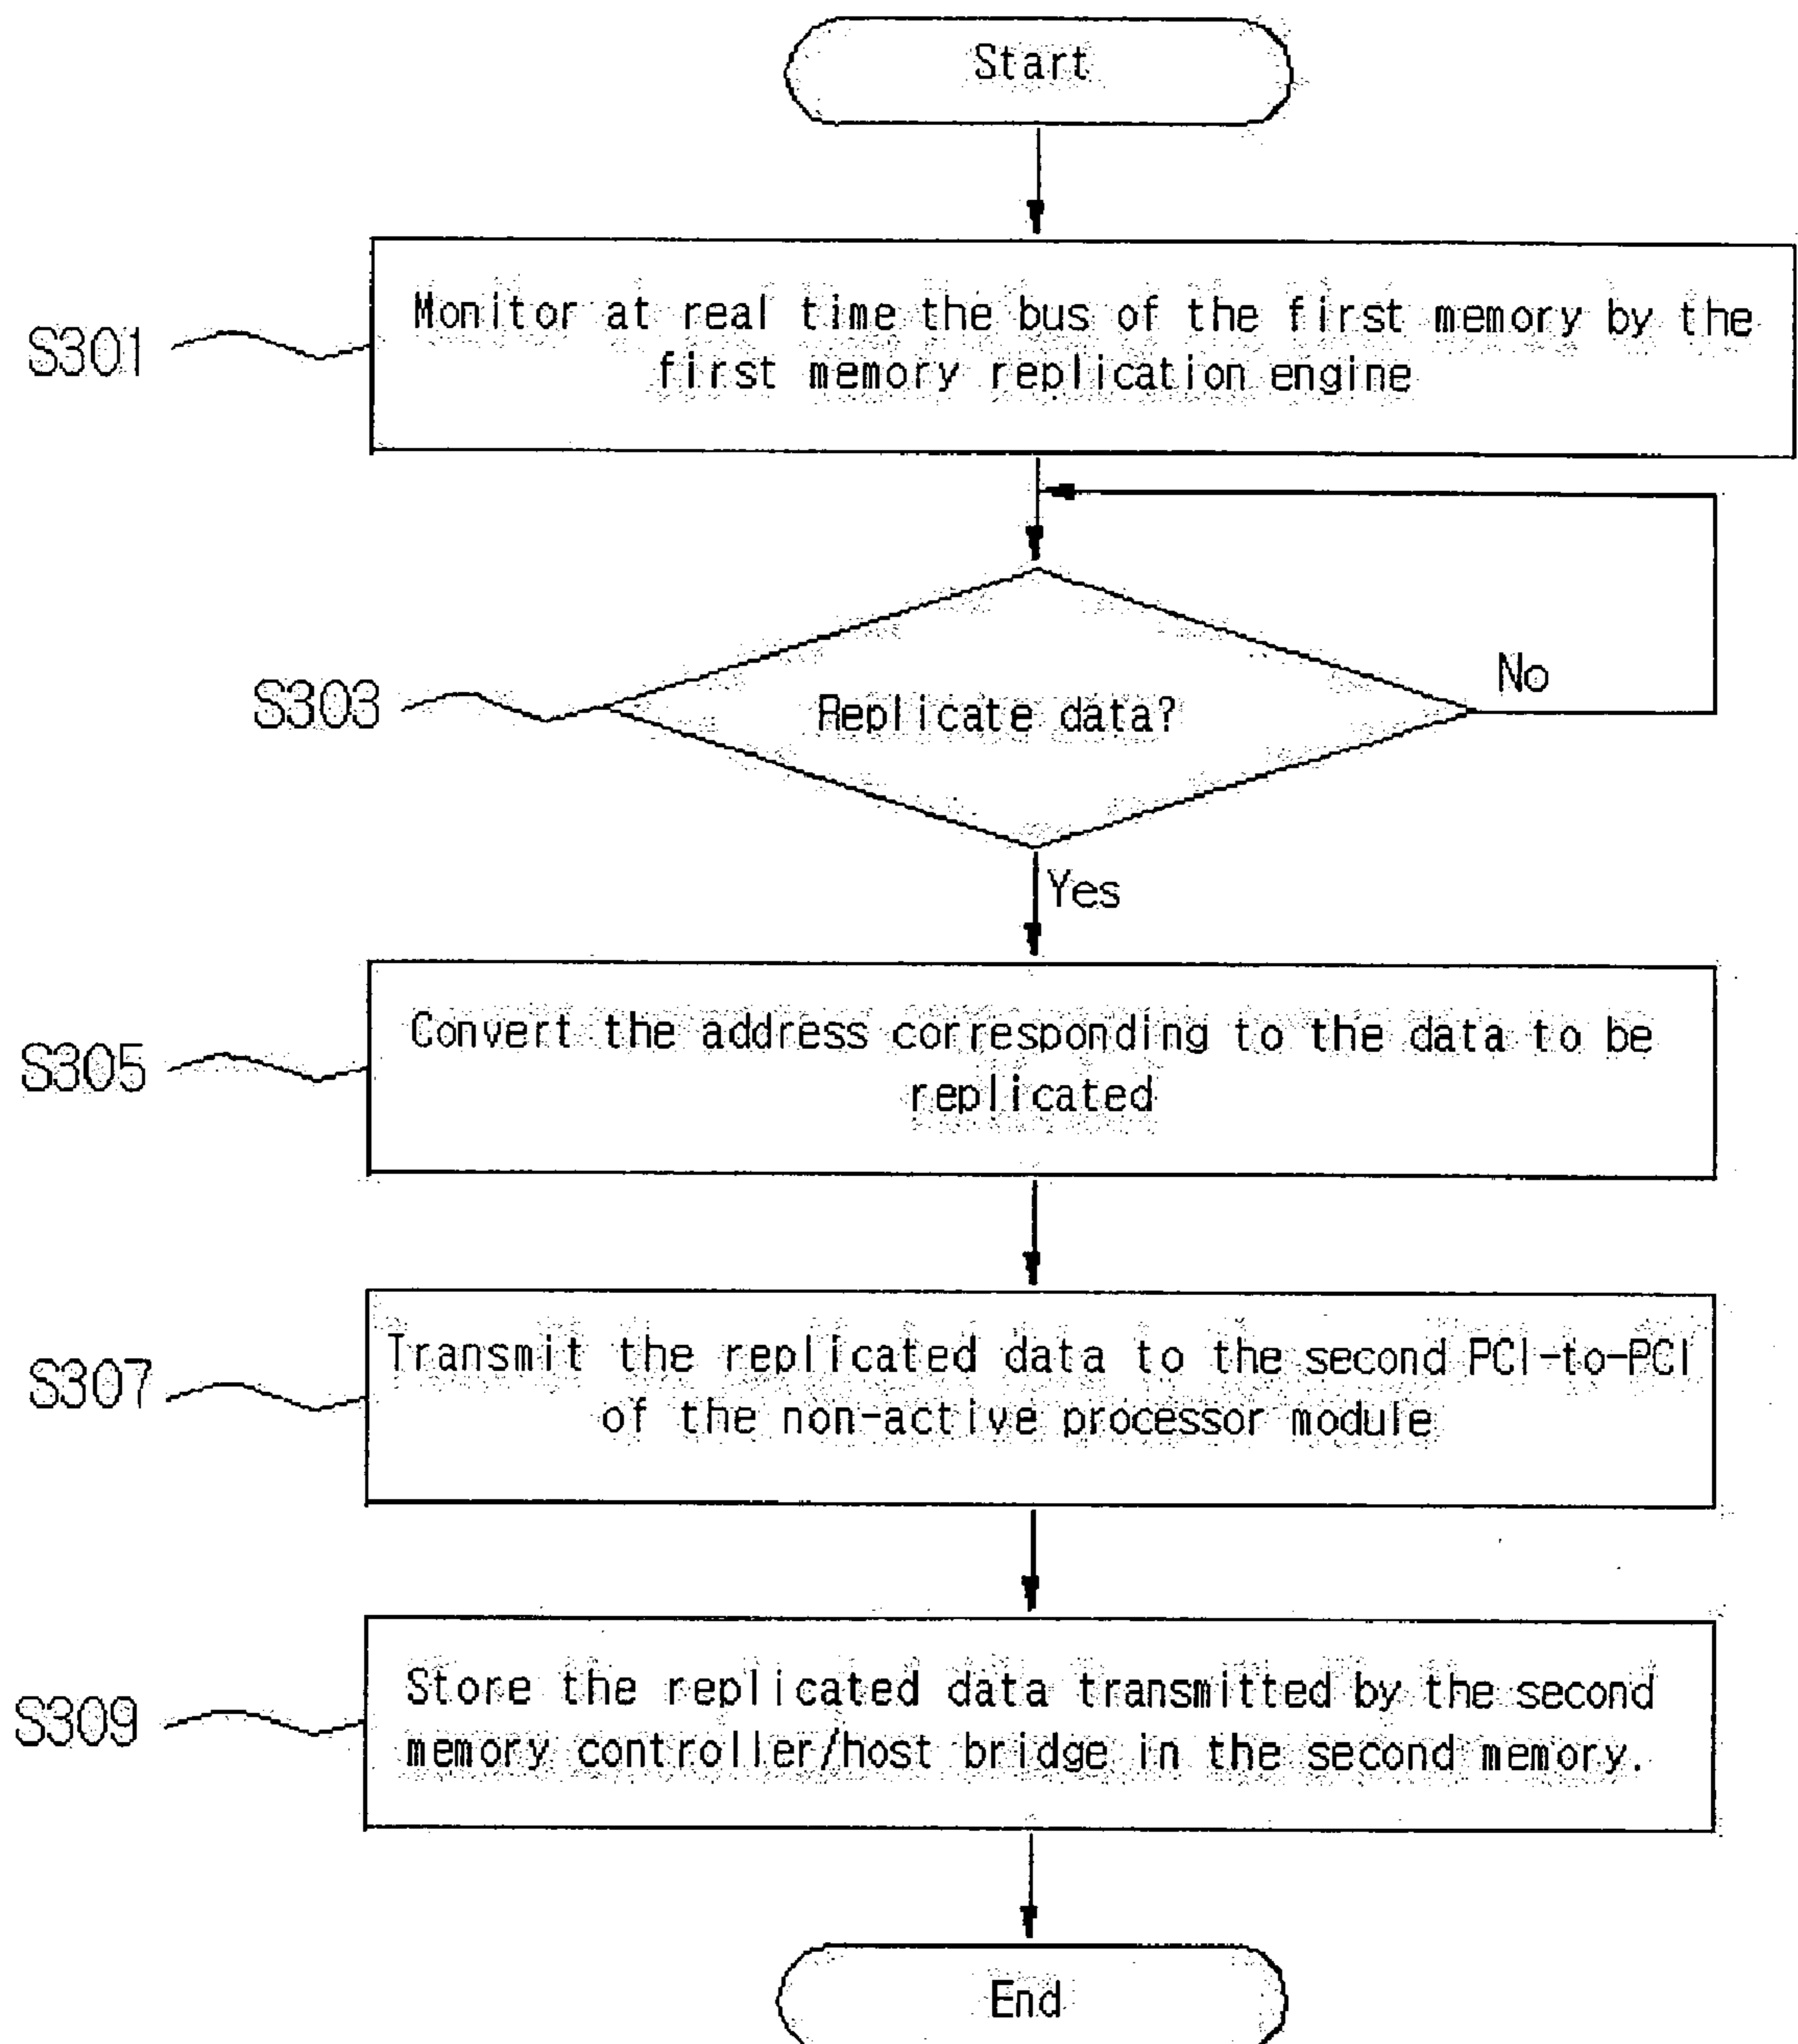 Start
S301
Monitor at real time the bus of the first memory by the
first memory replication engine
S303
Replicate data?
No
Yes
S305
Convert the address corresponding to the data to be
replicated
S307
Transmit the replicated data to the second PCI-to-PCI
of the non-active processor module
S309
Store the replicated data transmitted by the second
memory controller/host bridge in the second memory.
End